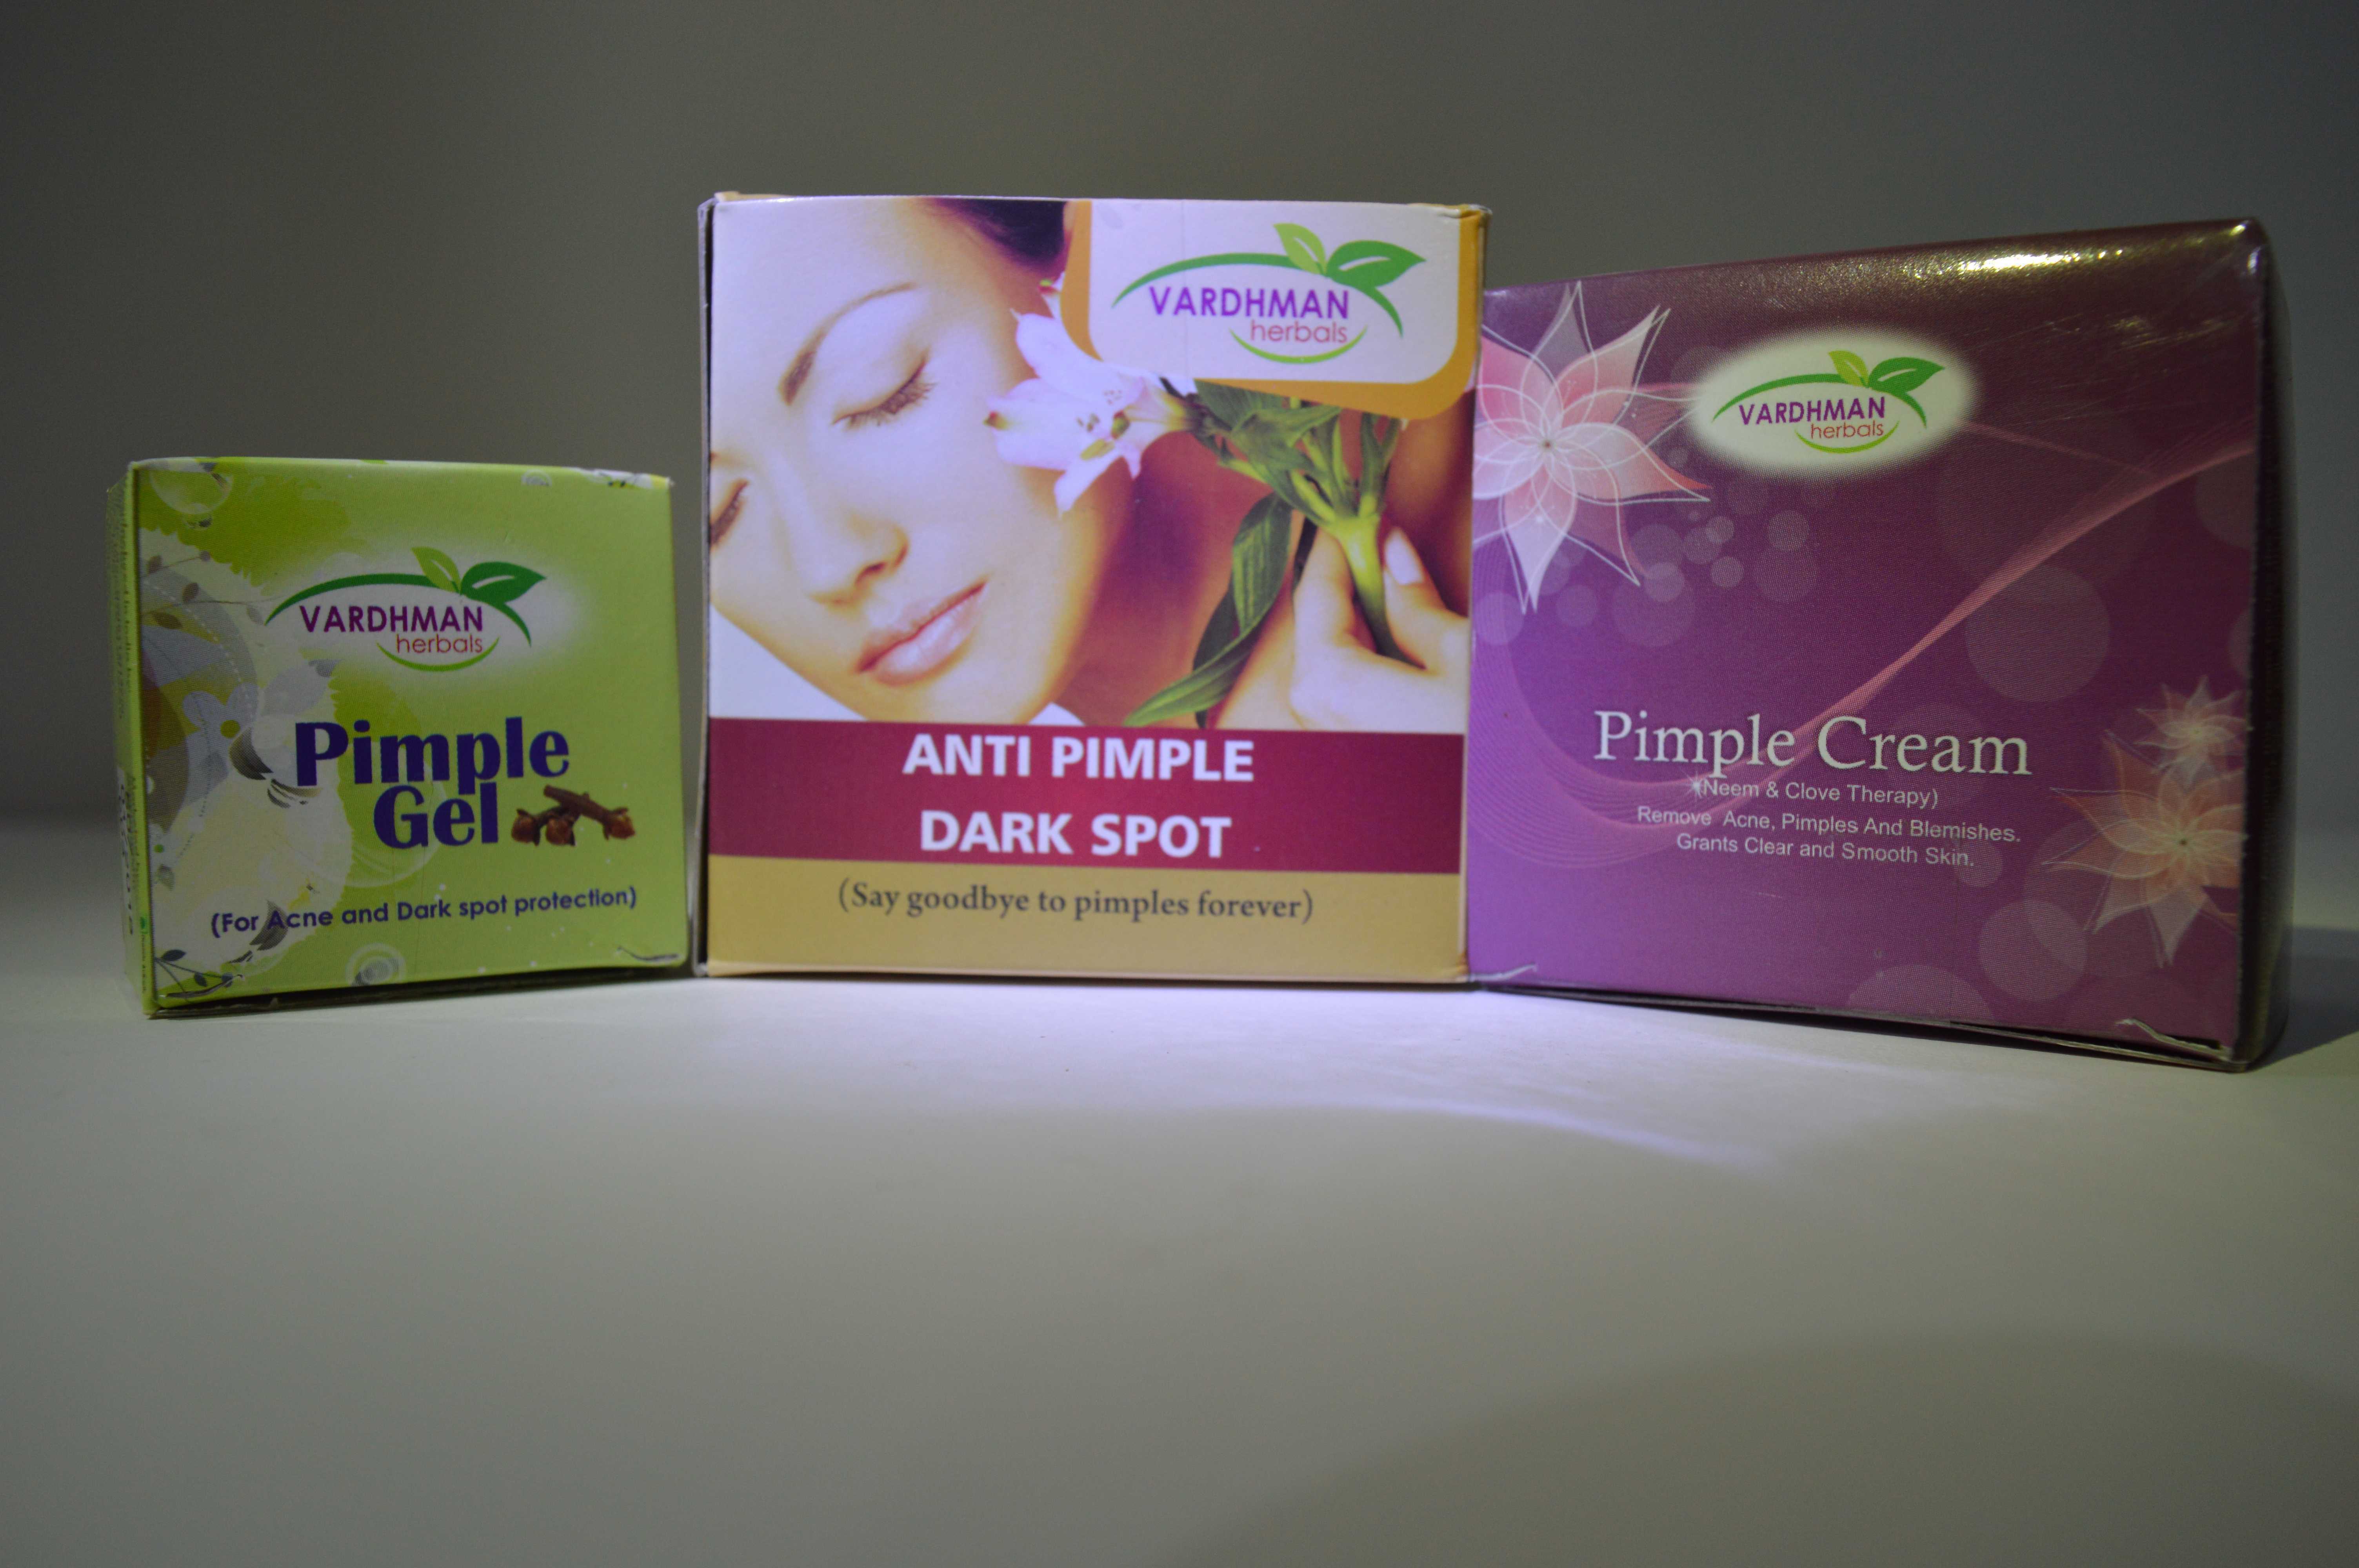 VARDHMAN
herbals
Pimple
Gel
(For Acne and Dark spot protection)
VARDHMAN
herbals
ANTI PIMPLE
DARK SPOT
(Say goodbye to pimples forever)
VARDHMAN
herbals
Pimple Cream
(Neem & Clove Therapy)
Remove Acne, Pimples And Blemishes.
Grants Clear and Smooth Skin.